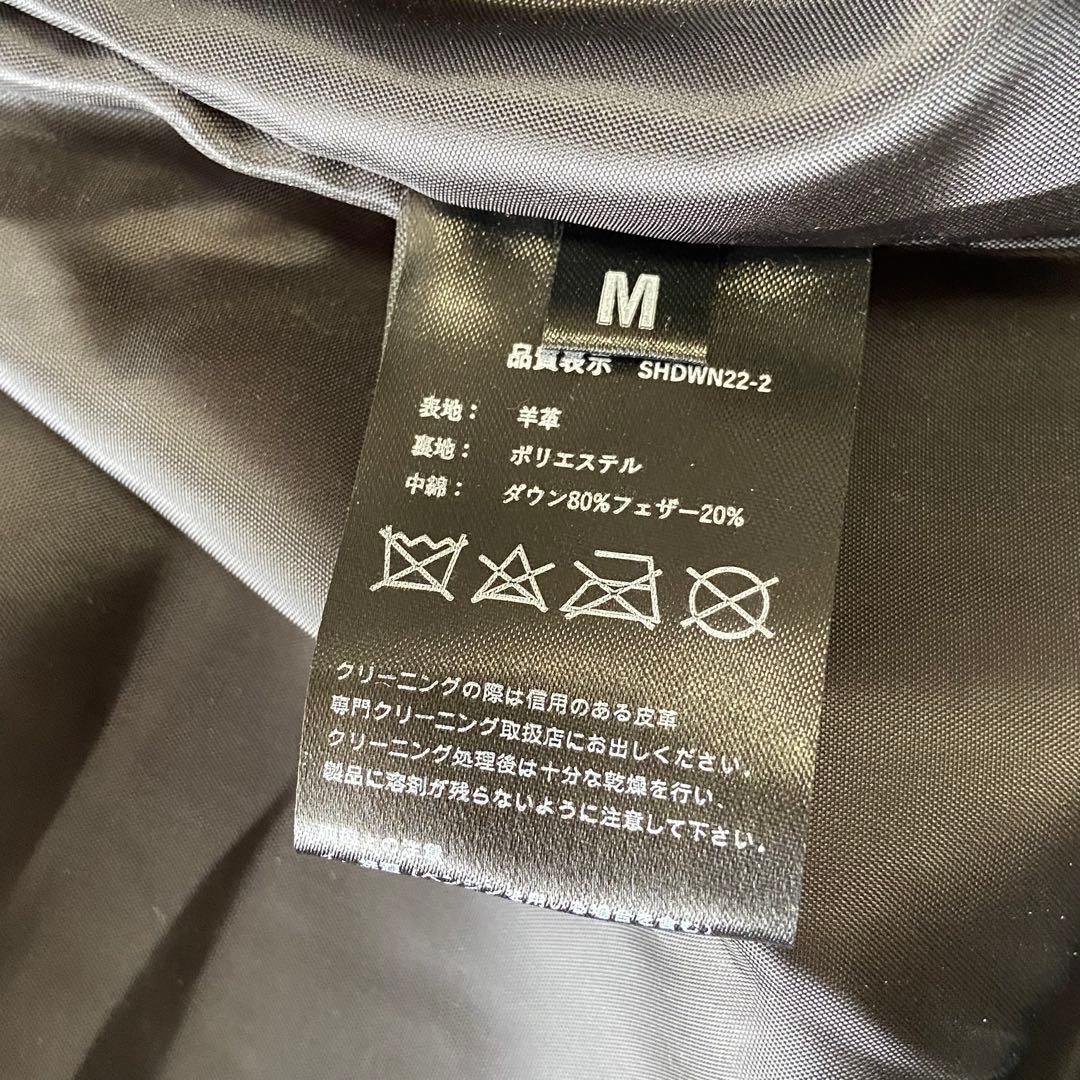 M
品質表示 SHDWN22-2
表地： 羊革
裏地： ポリエステル
中綿： ダウン80%フェザー20%
クリーニングの際は信用のある皮革
専門クリーニング取扱店にお出しください。
クリーニング処理後は十分な乾燥を行い、
製品に溶剤が残らないように注意して下さい。